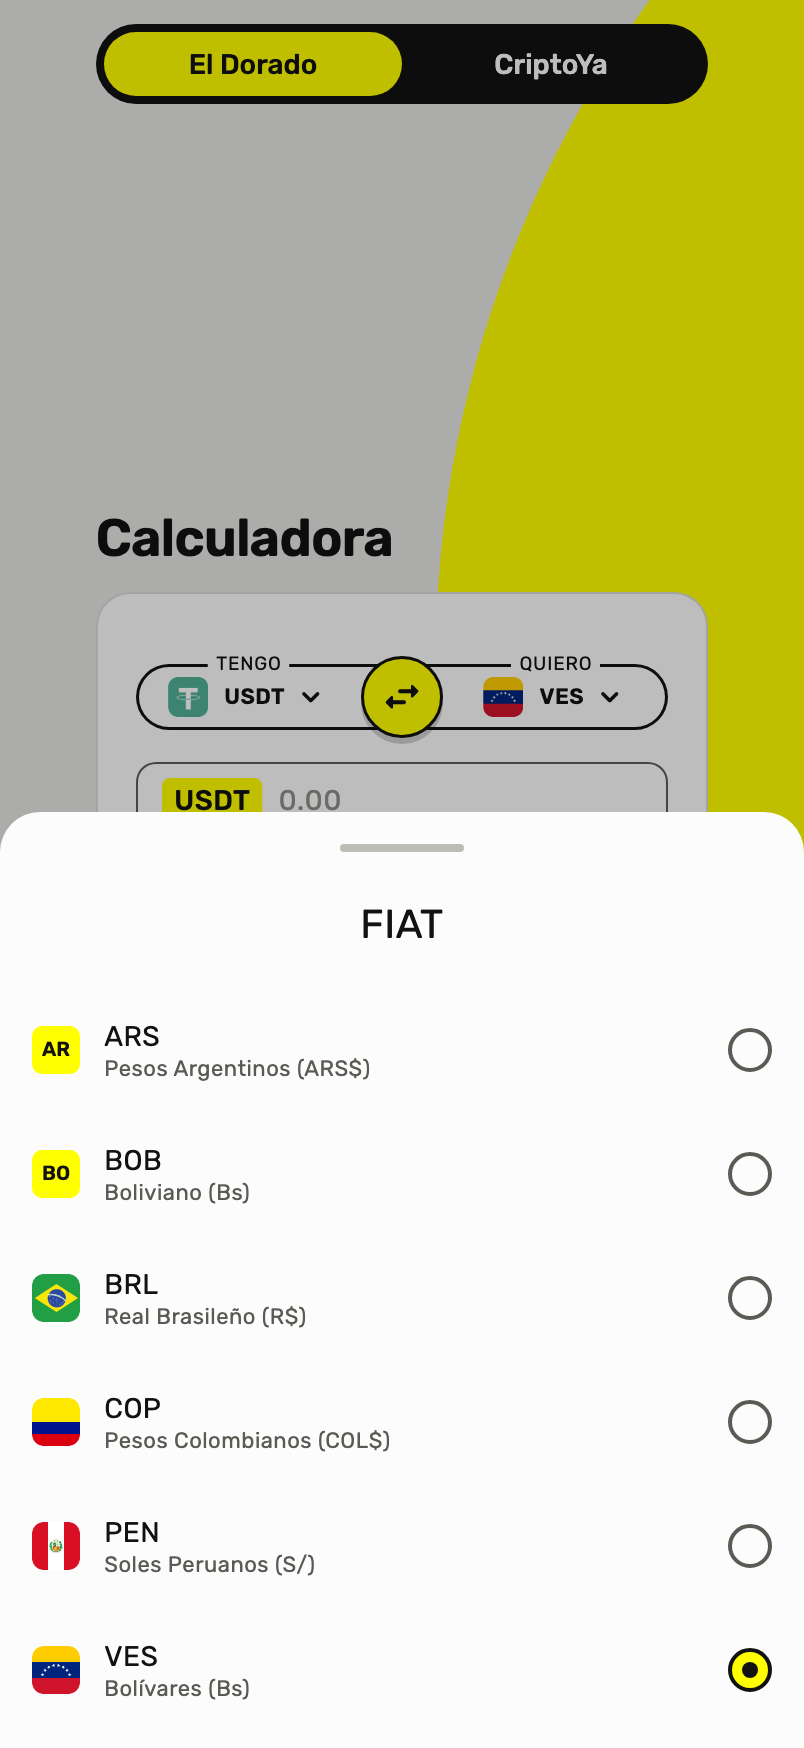 El Dorado
CriptoYa
Calculadora
TENGO
QUIERO
USDT
VES
USDT 0.00
FIAT
AR
ARS
Pesos Argentinos (ARS$)
BO
BOB
Boliviano (Bs)
BRL
Real Brasileño (R$)
COP
Pesos Colombianos (COL$)
PEN
Soles Peruanos (S/)
VES
Bolívares (Bs)